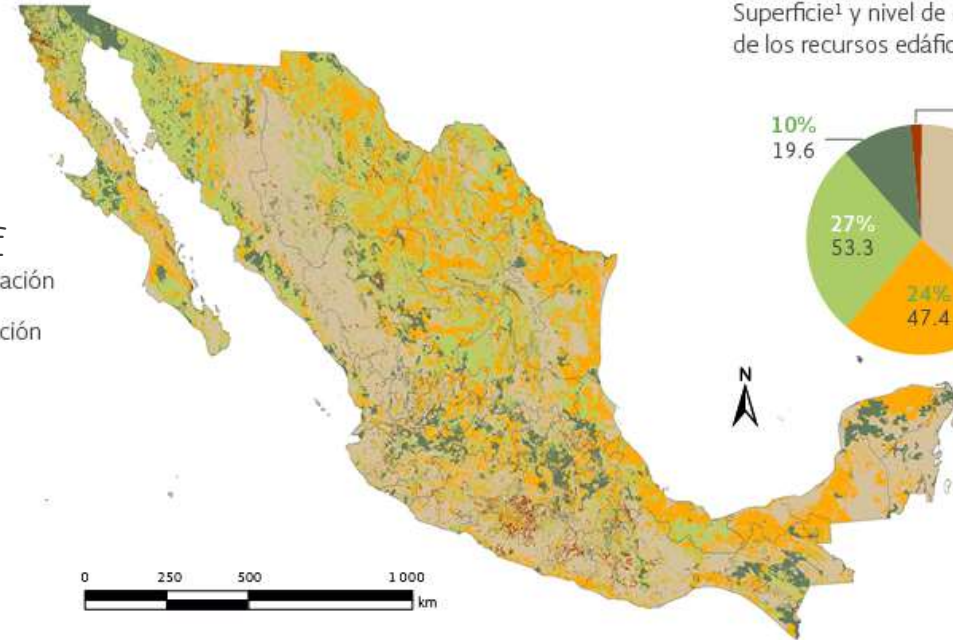 Superficie¹ y nivel de
de los recursos edáfic
10%
19.6
27%
53.3
24%
47.4
ación
ción
N
0 250 500 1 000
km